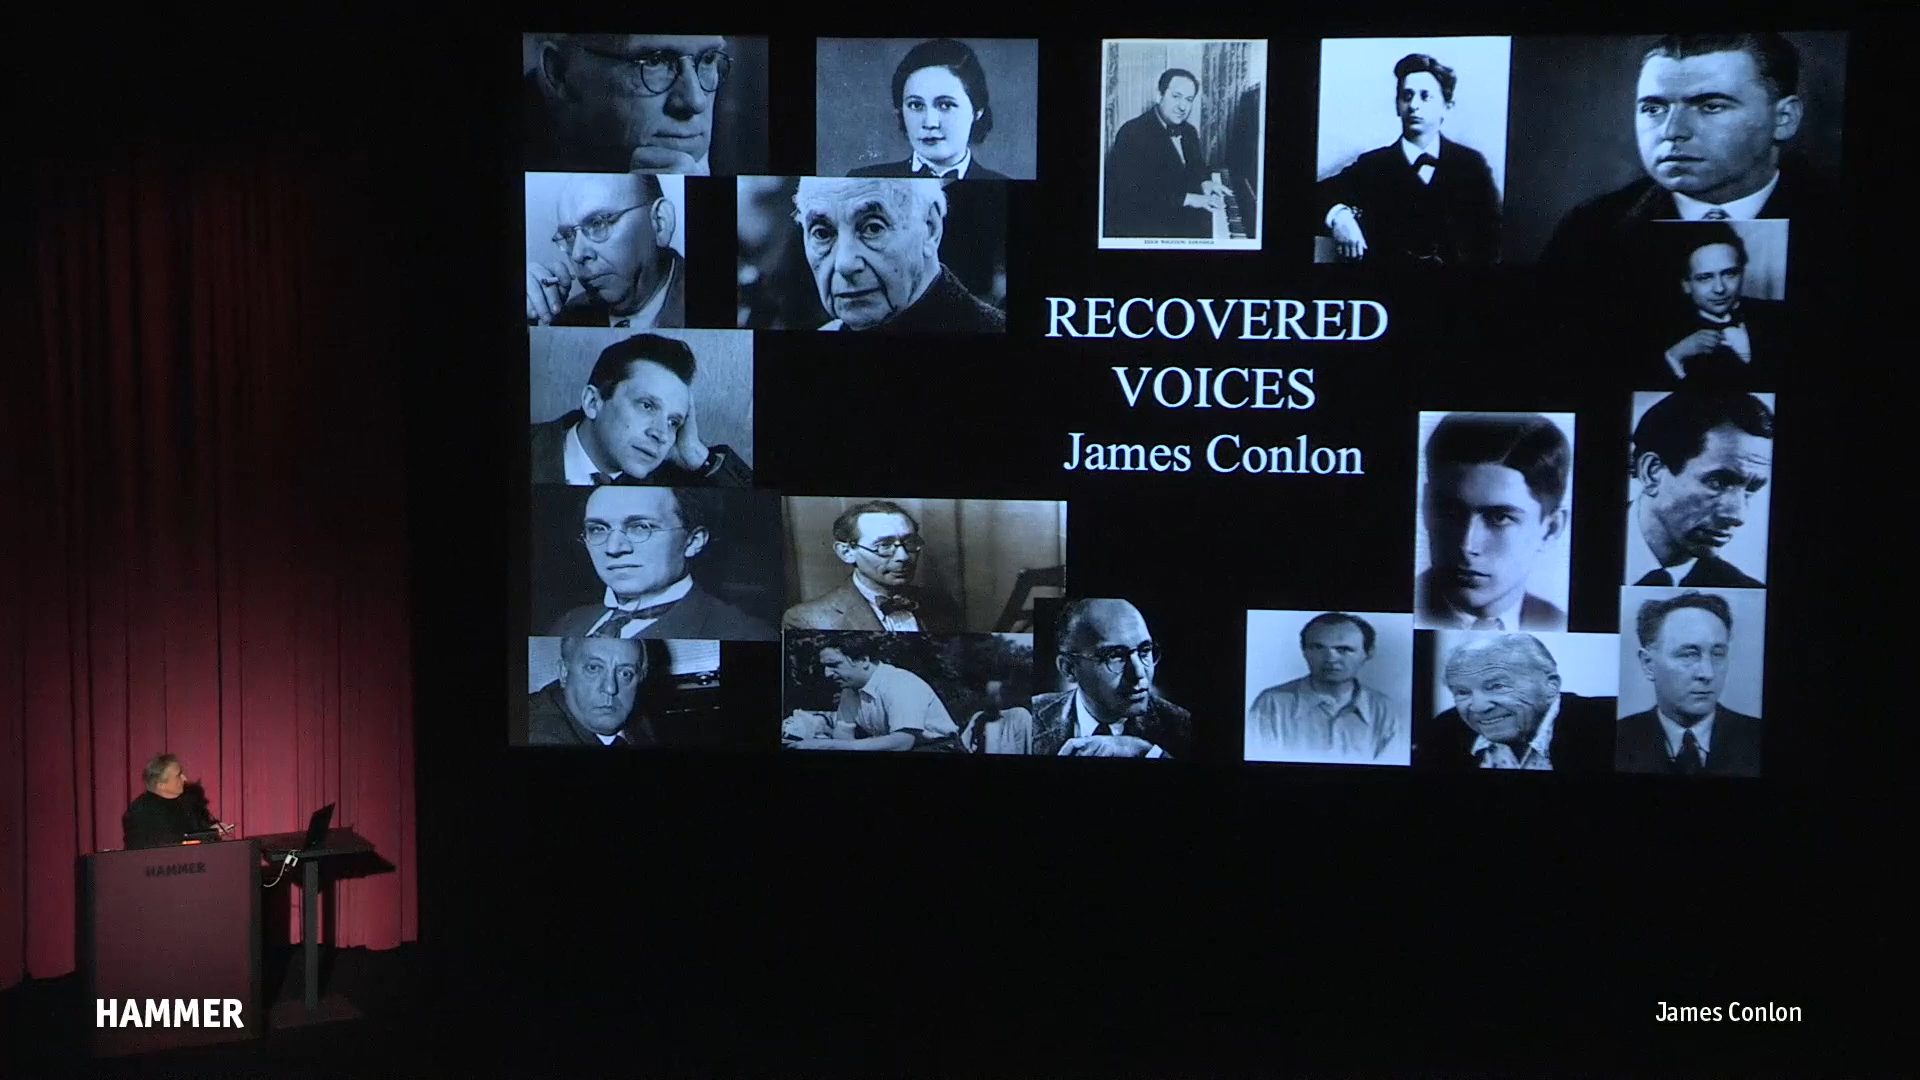 RECOVERED
VOICES
James Conlon
HAMMER
HAMMER
James Conlon